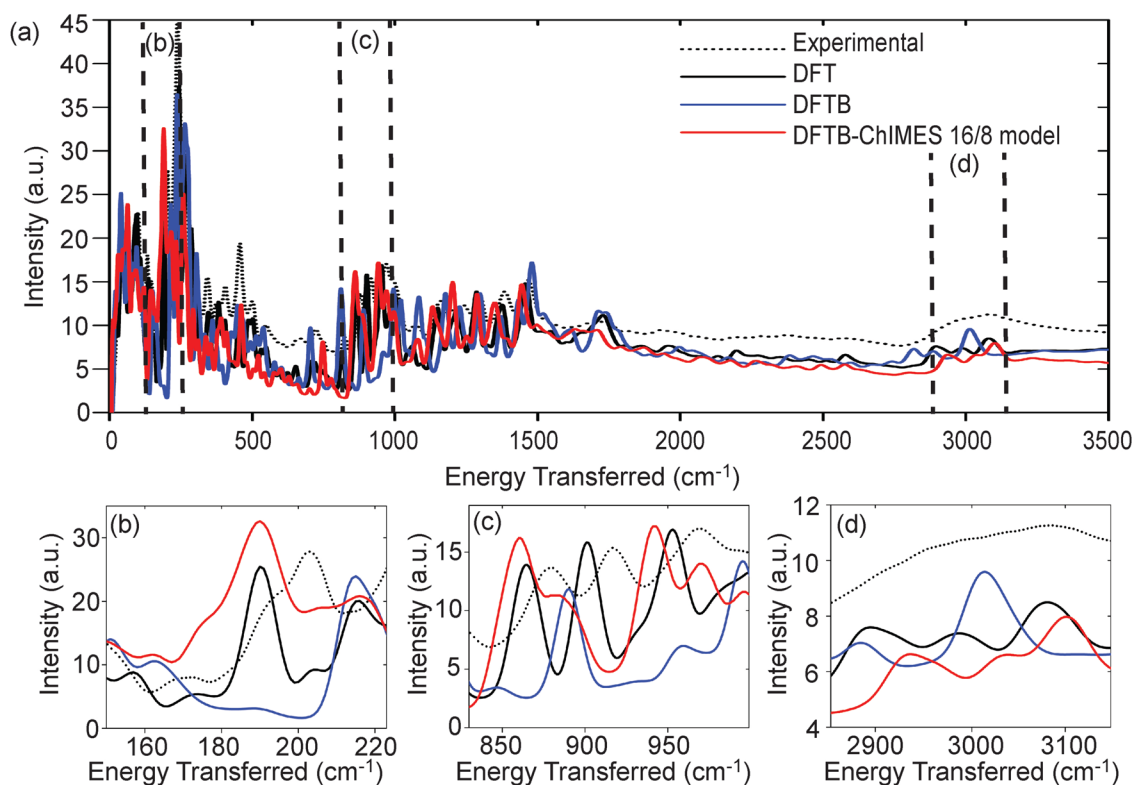 (a)
45
40
35
30
25
20
15
10
5
0
Intensity (a.u.)
(b)
(c)
(d)
Experimental
DFT
DFTB
DFTB-ChIMES 16/8 model
0
500
1000
1500
2000
2500
3000
3500
Energy Transferred (cm⁻¹)
(b)
30
20
10
0
Intensity (a.u.)
160
180
200
220
Energy Transferred (cm⁻¹)
(c)
15
10
5
0
Intensity (a.u.)
850
900
950
Energy Transferred (cm⁻¹)
(d)
12
10
8
6
4
Intensity (a.u.)
2900
3000
3100
Energy Transferred (cm⁻¹)